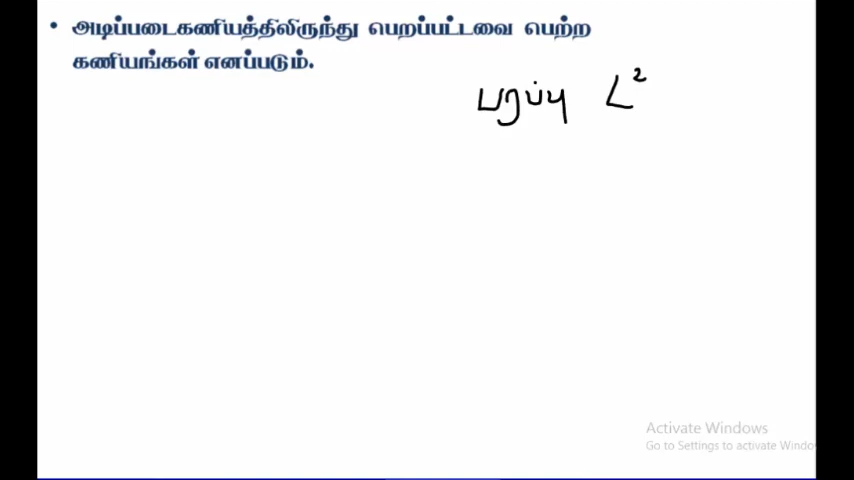 • அடிப்படைகணியத்திலிருந்து பெறப்பட்டவை பெற்ற
கணியங்கள் எனப்படும்.
பரப்பு L²
Activate Windows
Go to Settings to activate Windo